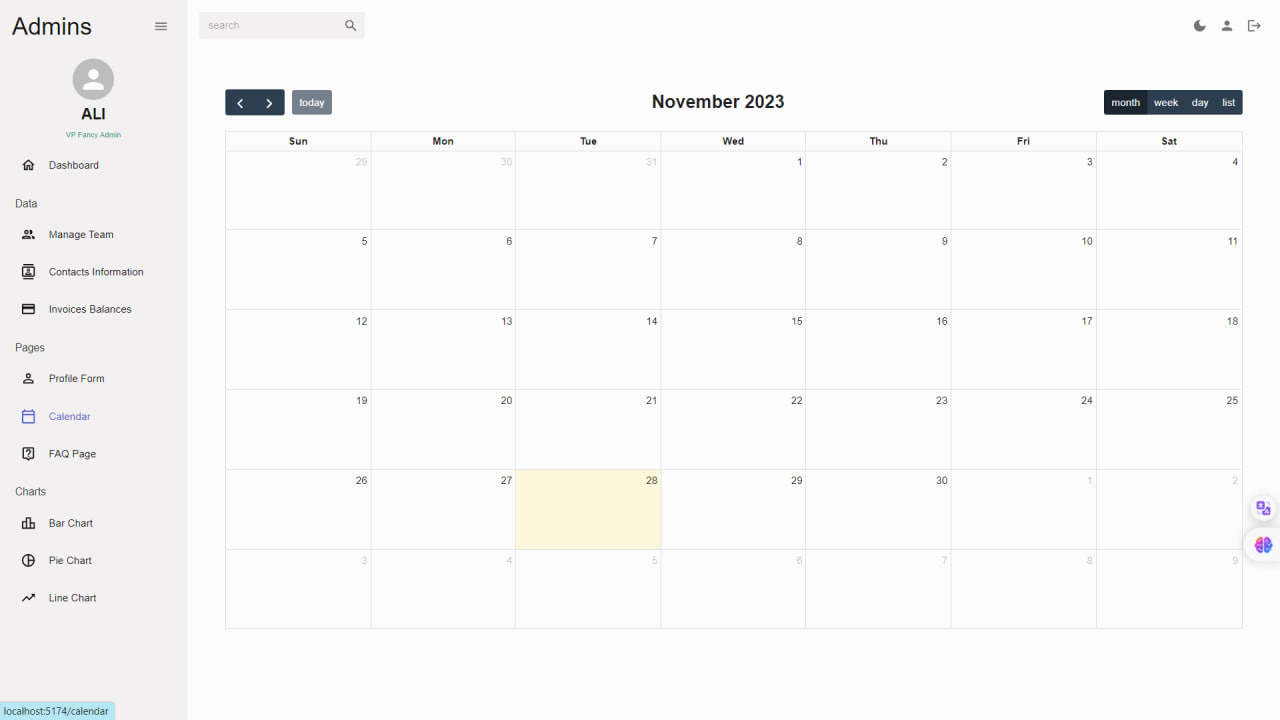 Admins
ALI
VP Fancy Admin
Dashboard
Data
Manage Team
Contacts Information
Invoices Balances
Pages
Profile Form
Calendar
FAQ Page
Charts
Bar Chart
Pie Chart
Line Chart
localhost:5174/calendar
search
today
November 2023
month week day list
Sun Mon Tue Wed Thu Fri Sat
29 30 31 1 2 3 4
5 6 7 8 9 10 11
12 13 14 15 16 17 18
19 20 21 22 23 24 25
26 27 28 29 30 1 2
3 4 5 6 7 8 9